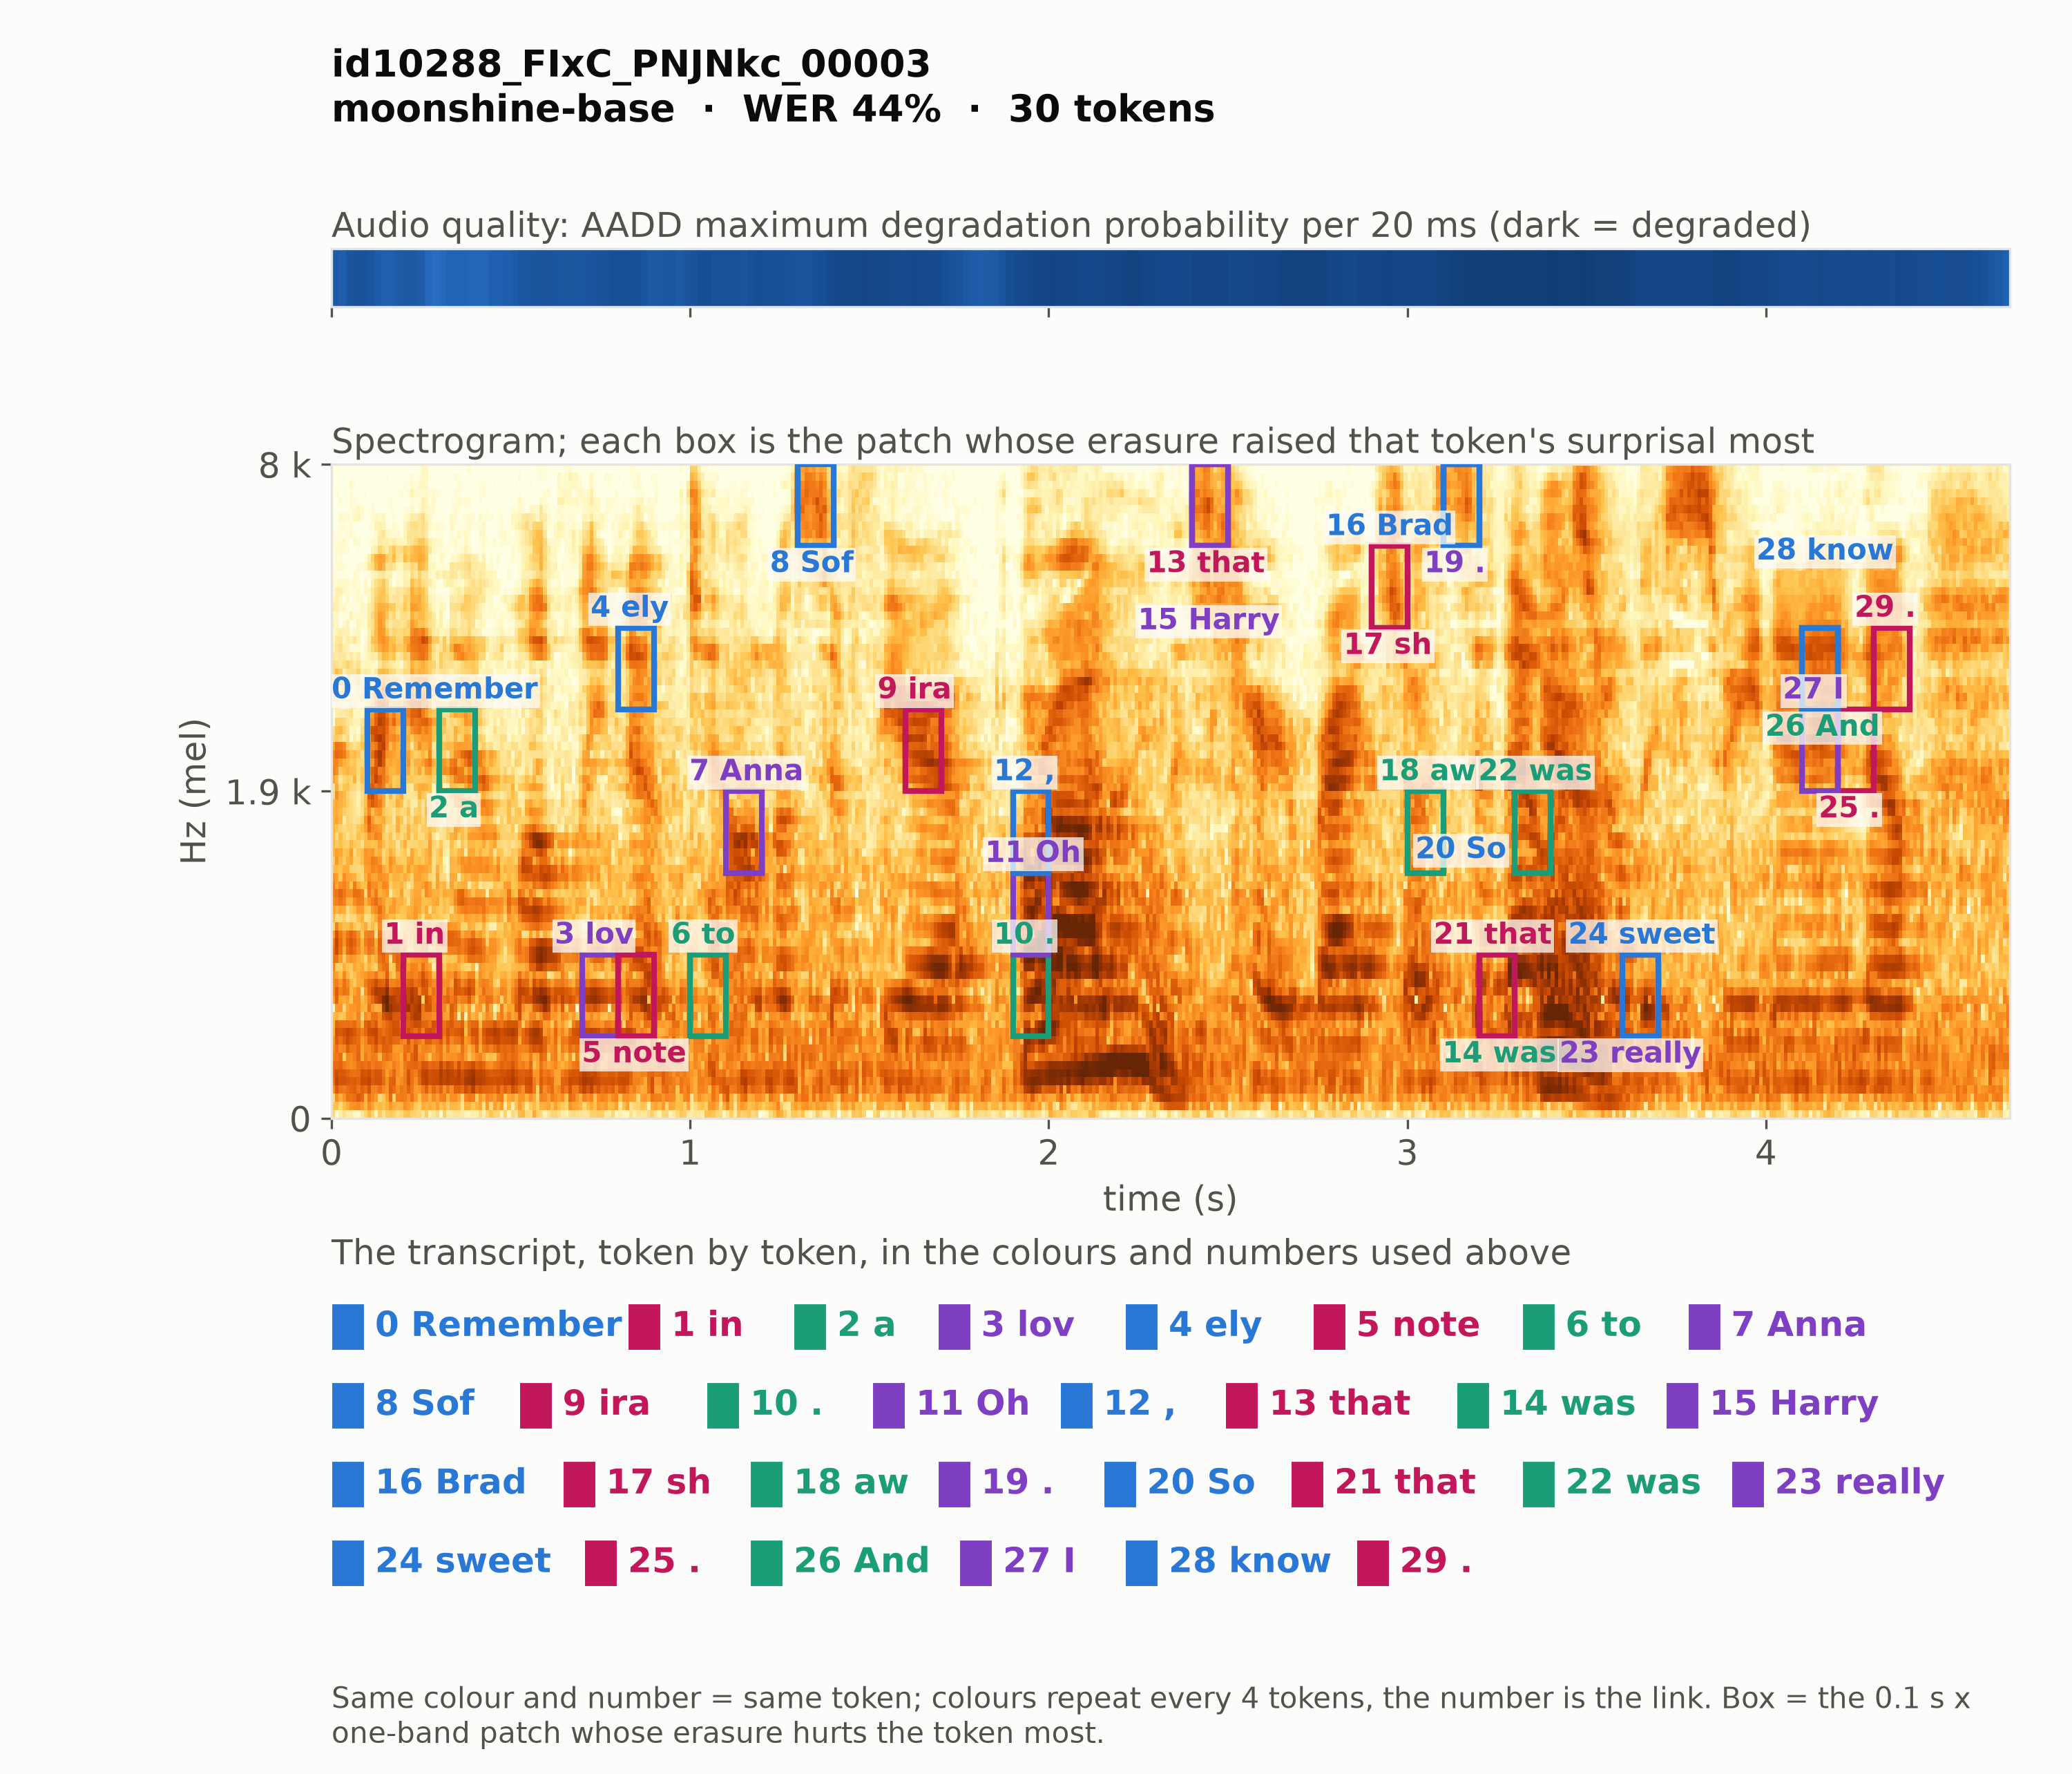 id10288_FIxC_PNJNkc_00003
moonshine-base · WER 44% · 30 tokens
Audio quality: AADD maximum degradation probability per 20 ms (dark = degraded)
Spectrogram; each box is the patch whose erasure raised that token's surprisal most
8 k
16 Brad
28 know
8 Sof
13 that
19 .
4 ely
15 Harry
29 .
17 sh
0 Remember
9 ira
27 I
26 And
Hz (mel)
1.9 k
7 Anna
12 ,
18 aw
22 was
2 a
25 .
11 Oh
20 So
1 in
3 lov
6 to
10 .
21 that
24 sweet
5 note
14 was
23 really
0
0 1 2 3 4
time (s)
The transcript, token by token, in the colours and numbers used above
0 Remember 1 in 2 a 3 lov 4 ely 5 note 6 to 7 Anna
8 Sof 9 ira 10 . 11 Oh 12 , 13 that 14 was 15 Harry
16 Brad 17 sh 18 aw 19 . 20 So 21 that 22 was 23 really
24 sweet 25 . 26 And 27 I 28 know 29 .
Same colour and number = same token; colours repeat every 4 tokens, the number is the link. Box = the 0.1 s x
one-band patch whose erasure hurts the token most.